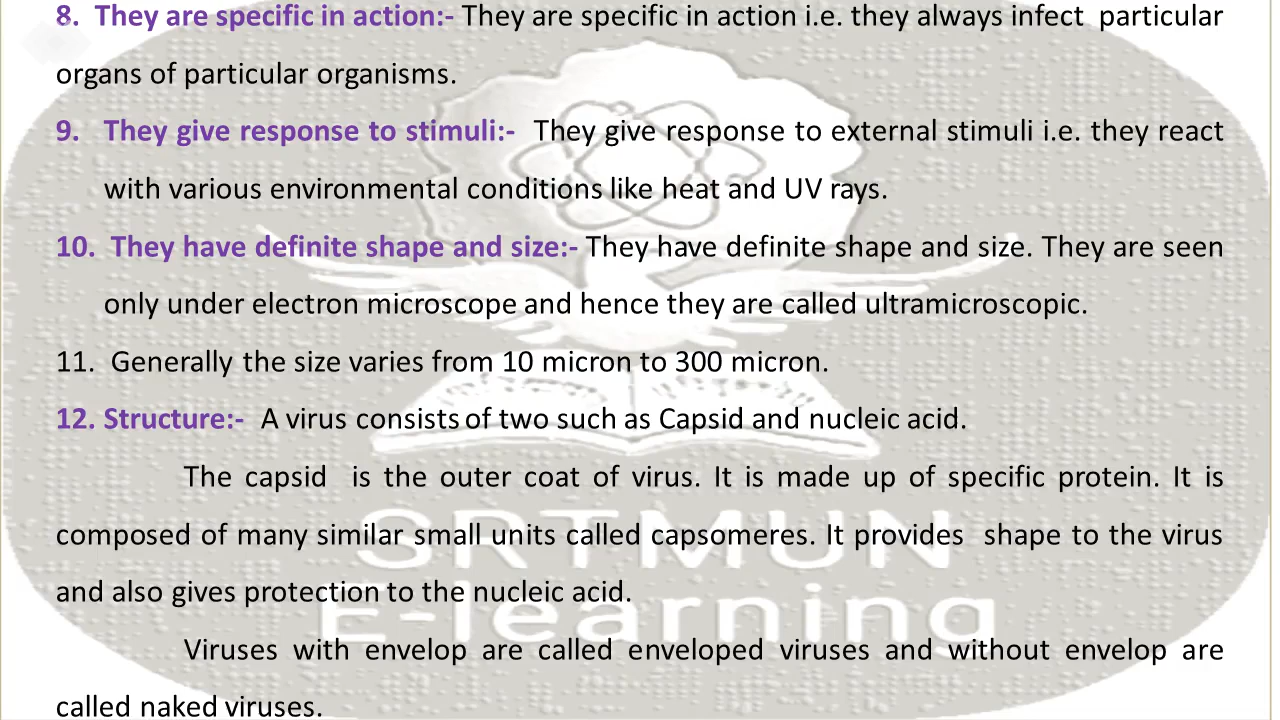 8. They are specific in action:- They are specific in action i.e. they always infect particular
organs of particular organisms.
9. They give response to stimuli:- They give response to external stimuli i.e. they react
with various environmental conditions like heat and UV rays.
10. They have definite shape and size:- They have definite shape and size. They are seen
only under electron microscope and hence they are called ultramicroscopic.
11. Generally the size varies from 10 micron to 300 micron.
12. Structure:- A virus consists of two such as Capsid and nucleic acid.
The capsid is the outer coat of virus. It is made up of specific protein. It is
composed of many similar small units called capsomeres. It provides shape to the virus
and also gives protection to the nucleic acid.
Viruses with envelop are called enveloped viruses and without envelop are
called naked viruses.
SRTMUN
E-learning